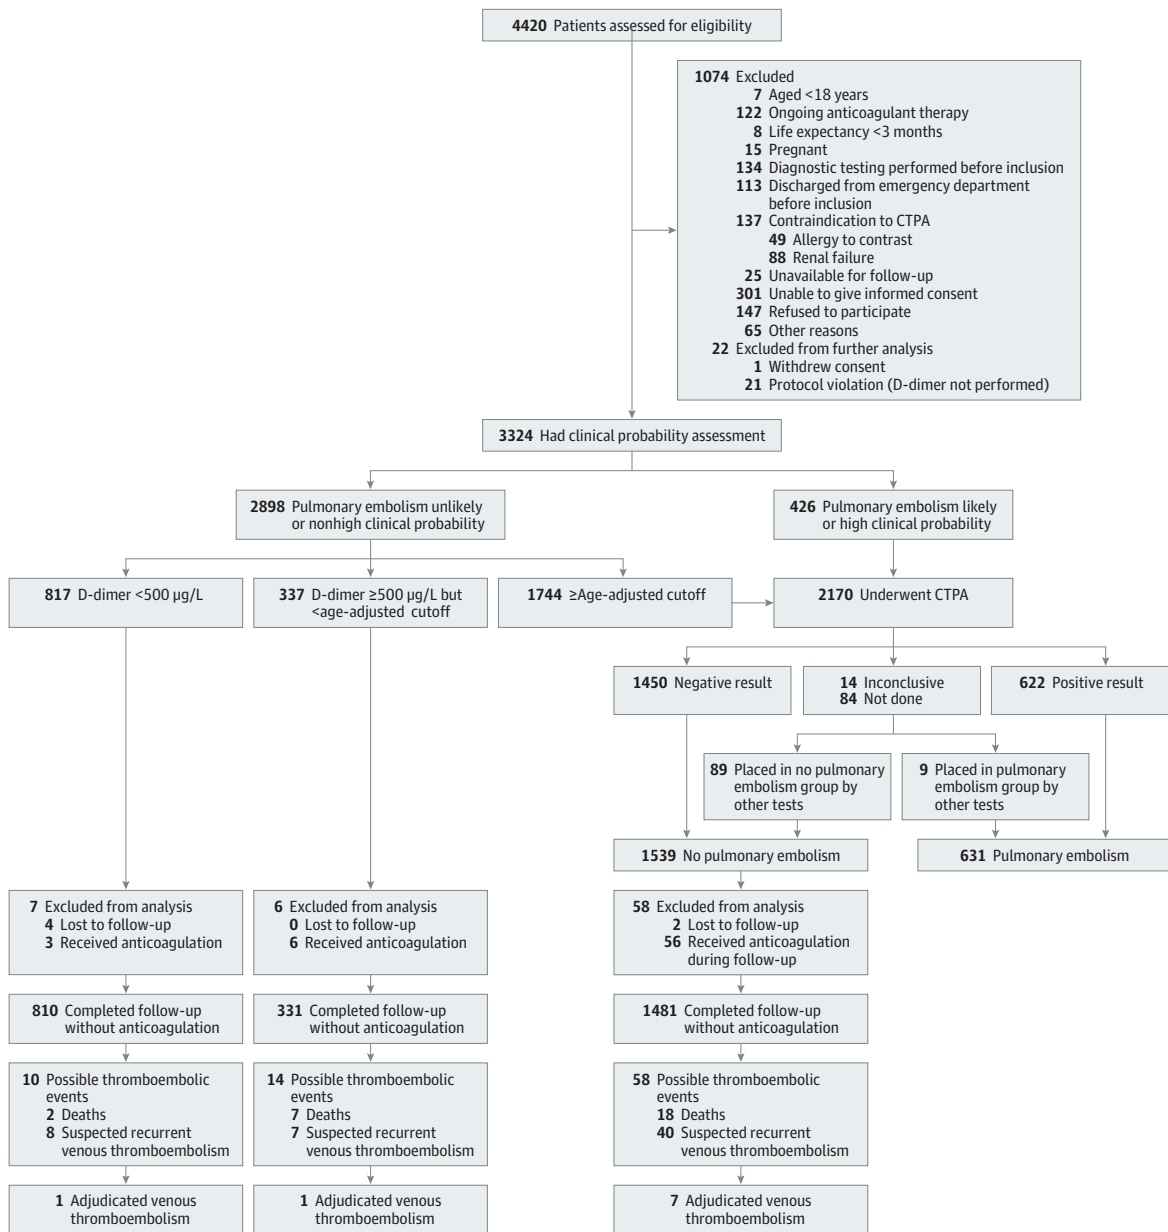 4420 Patients assessed for eligibility
1074 Excluded
7 Aged <18 years
122 Ongoing anticoagulant therapy
8 Life expectancy <3 months
15 Pregnant
134 Diagnostic testing performed before inclusion
113 Discharged from emergency department
before inclusion
137 Contraindication to CTPA
49 Allergy to contrast
88 Renal failure
25 Unavailable for follow-up
301 Unable to give informed consent
147 Refused to participate
65 Other reasons
22 Excluded from further analysis
1 Withdrew consent
21 Protocol violation (D-dimer not performed)
3324 Had clinical probability assessment
2898 Pulmonary embolism unlikely
or nonhigh clinical probability
426 Pulmonary embolism likely
or high clinical probability
817 D-dimer <500 µg/L
337 D-dimer ≥500 µg/L but
<age-adjusted cutoff
1744 ≥Age-adjusted cutoff
2170 Underwent CTPA
1450 Negative result
14 Inconclusive
84 Not done
622 Positive result
89 Placed in no pulmonary
embolism group by
other tests
9 Placed in pulmonary
embolism group by
other tests
1539 No pulmonary embolism
631 Pulmonary embolism
7 Excluded from analysis
4 Lost to follow-up
3 Received anticoagulation
6 Excluded from analysis
0 Lost to follow-up
6 Received anticoagulation
58 Excluded from analysis
2 Lost to follow-up
56 Received anticoagulation
during follow-up
810 Completed follow-up
without anticoagulation
331 Completed follow-up
without anticoagulation
1481 Completed follow-up
without anticoagulation
10 Possible thromboembolic
events
2 Deaths
8 Suspected recurrent
venous thromboembolism
14 Possible thromboembolic
events
7 Deaths
7 Suspected recurrent
venous thromboembolism
58 Possible thromboembolic
events
18 Deaths
40 Suspected recurrent
venous thromboembolism
1 Adjudicated venous
thromboembolism
1 Adjudicated venous
thromboembolism
7 Adjudicated venous
thromboembolism